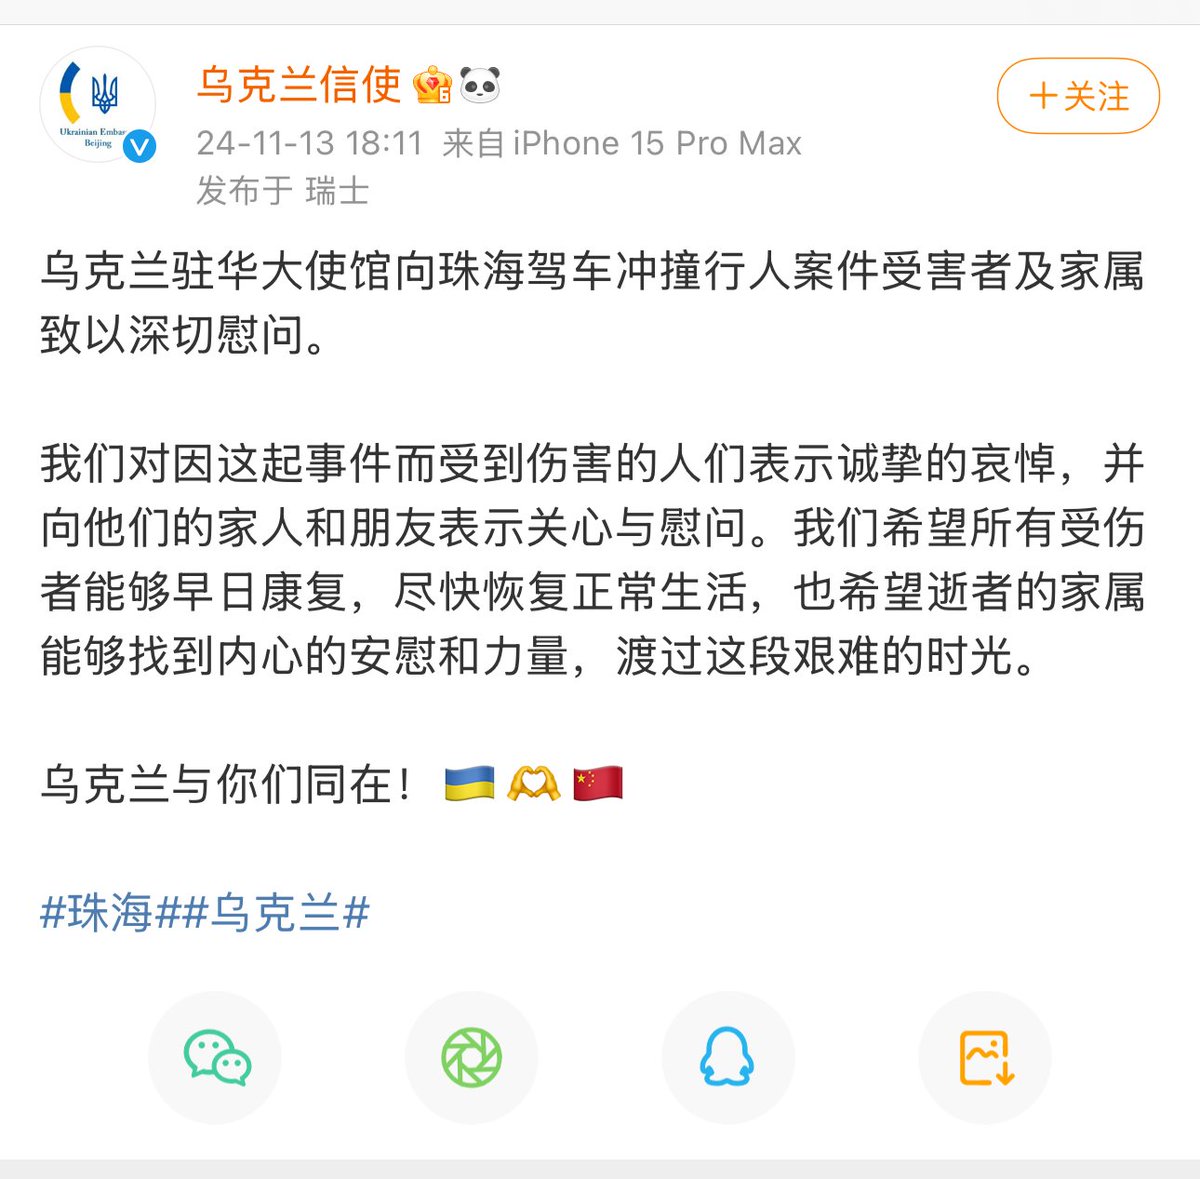 Ukrainian Embas
Beijing
乌克兰信使
24-11-13 18:11 来自 iPhone 15 Pro Max
发布于 瑞士
+关注
乌克兰驻华大使馆向珠海驾车冲撞行人案件受害者及家属
致以深切慰问。
我们对因这起事件而受到伤害的人们表示诚挚的哀悼，并
向他们的家人和朋友表示关心与慰问。我们希望所有受伤
者能够早日康复，尽快恢复正常生活，也希望逝者的家属
能够找到内心的安慰和力量，渡过这段艰难的时光。
乌克兰与你们同在！🇺🇦🫶🇨🇳
#珠海##乌克兰#